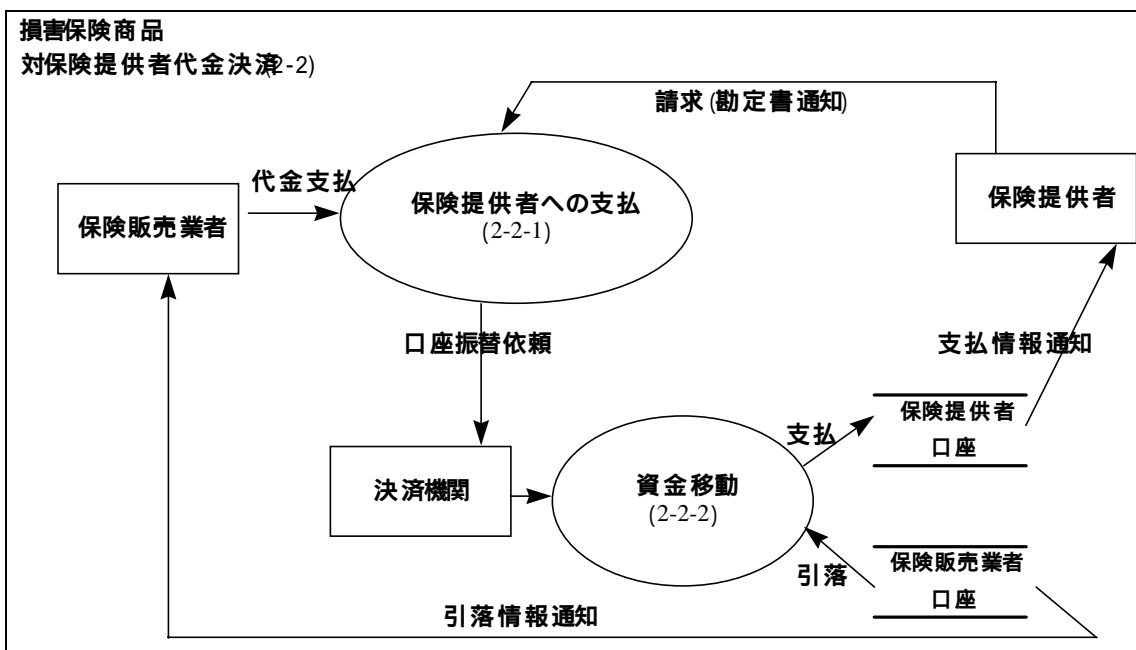 損害保険商品
対保険提供者代金決済(2-2)
請求(勘定書通知)
代金支払
保険販売業者
保険提供者への支払
(2-2-1)
保険提供者
口座振替依頼
支払情報通知
決済機関
資金移動
(2-2-2)
支払
保険提供者
口座
引落
保険販売業者
口座
引落情報通知